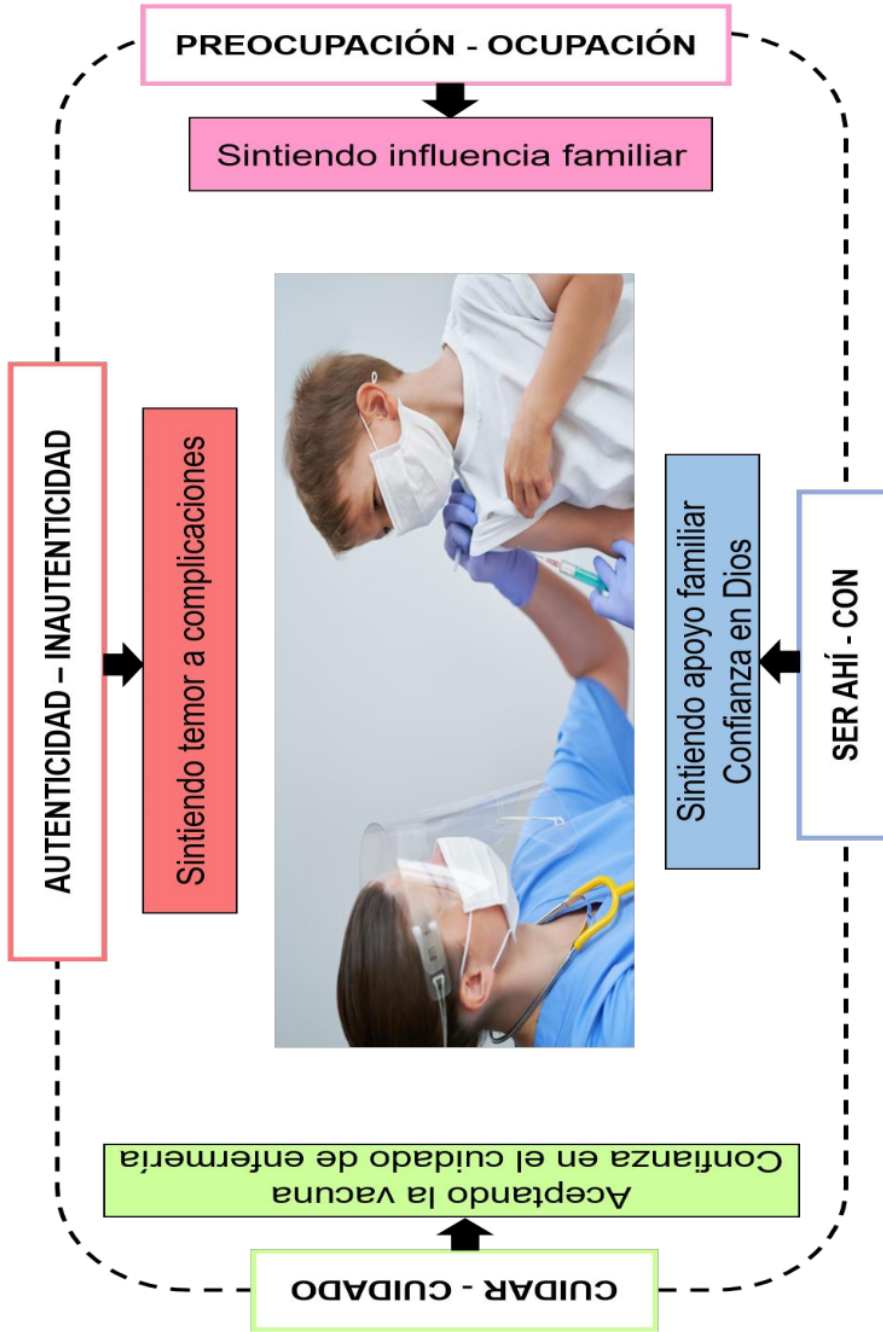 PREOCUPACIÓN - OCUPACIÓN
Sintiendo influencia familiar
AUTENTICIDAD – INAUTENTICIDAD
Sintiendo temor a complicaciones
Sintiendo apoyo familiar
Confianza en Dios
SER AHÍ - CON
Aceptando la vacuna
Confianza en el cuidado de enfermería
CUIDAR - CUIDADO